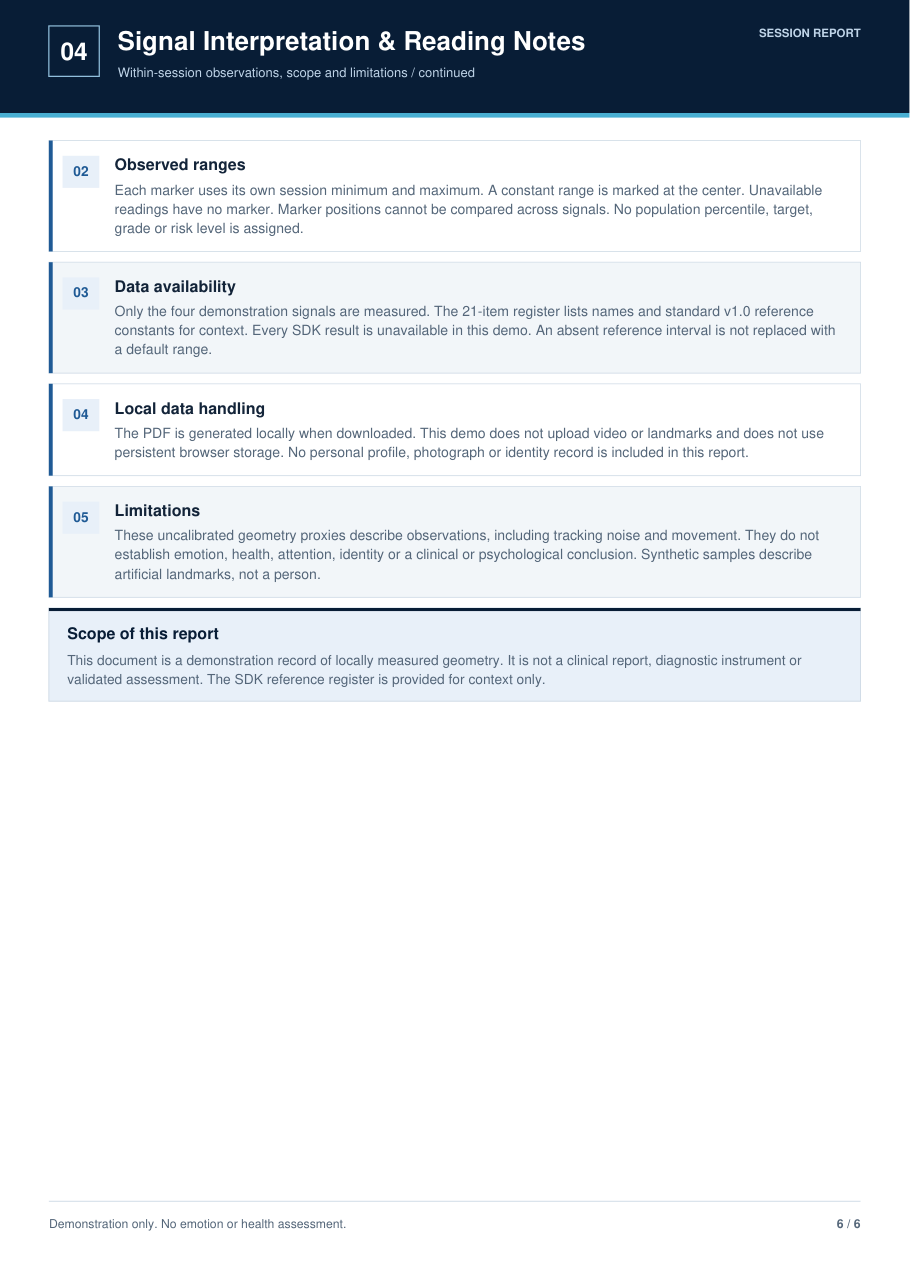 04
Signal Interpretation & Reading Notes
SESSION REPORT
Within-session observations, scope and limitations / continued
02
Observed ranges
Each marker uses its own session minimum and maximum. A constant range is marked at the center. Unavailable
readings have no marker. Marker positions cannot be compared across signals. No population percentile, target,
grade or risk level is assigned.
03
Data availability
Only the four demonstration signals are measured. The 21-item register lists names and standard v1.0 reference
constants for context. Every SDK result is unavailable in this demo. An absent reference interval is not replaced with
a default range.
04
Local data handling
The PDF is generated locally when downloaded. This demo does not upload video or landmarks and does not use
persistent browser storage. No personal profile, photograph or identity record is included in this report.
05
Limitations
These uncalibrated geometry proxies describe observations, including tracking noise and movement. They do not
establish emotion, health, attention, identity or a clinical or psychological conclusion. Synthetic samples describe
artificial landmarks, not a person.
Scope of this report
This document is a demonstration record of locally measured geometry. It is not a clinical report, diagnostic instrument or
validated assessment. The SDK reference register is provided for context only.
Demonstration only. No emotion or health assessment.
6 / 6